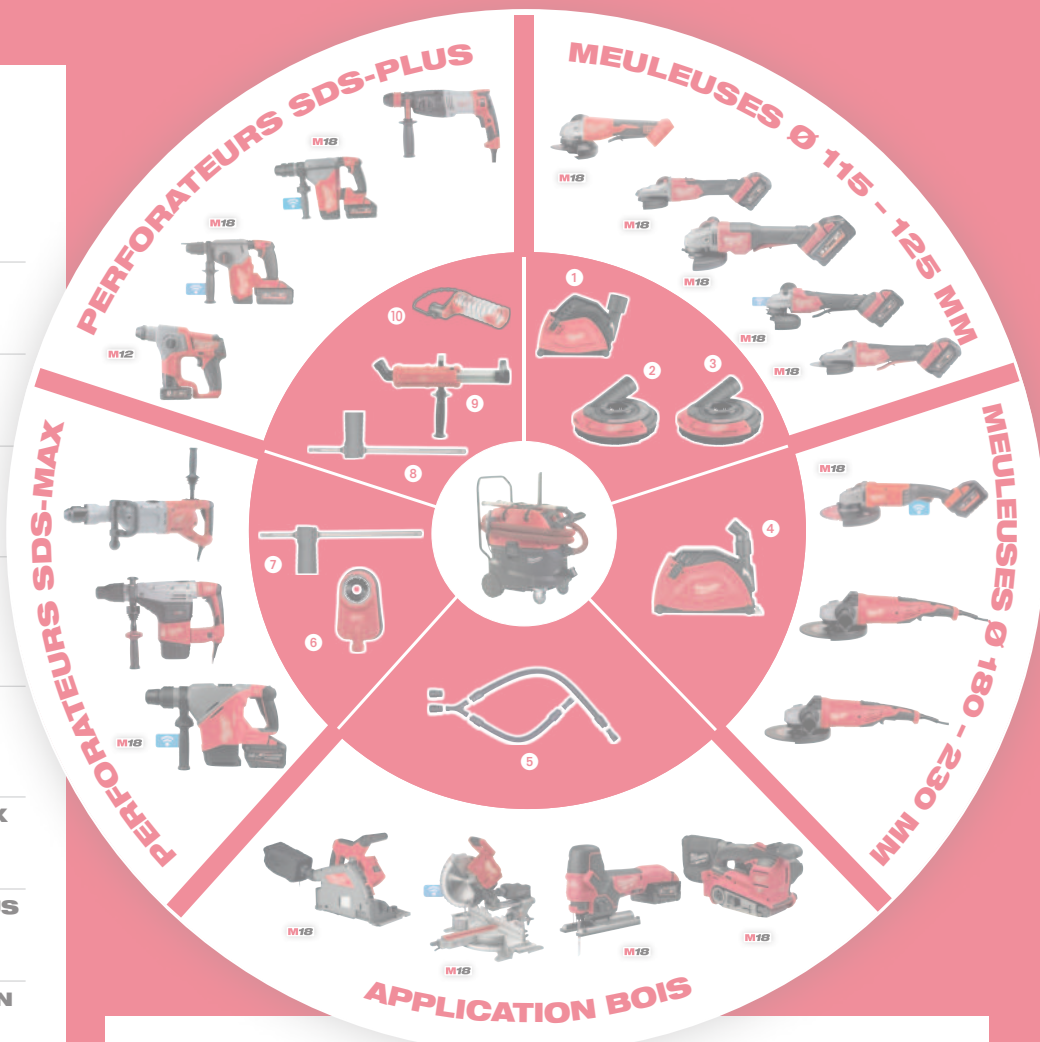 PERFORATEURS SDS-PLUS
M18
M18
M12
MEULEUSES Ø 115 - 125 MM
M18
M18
M18
M18
M18
10
9
8
1
2
3
PERFORATEURS SDS-MAX
M18
7
6
4
5
MEULEUSES Ø 180 - 230 MM
M18
APPLICATION BOIS
M18
M18
M18
M18